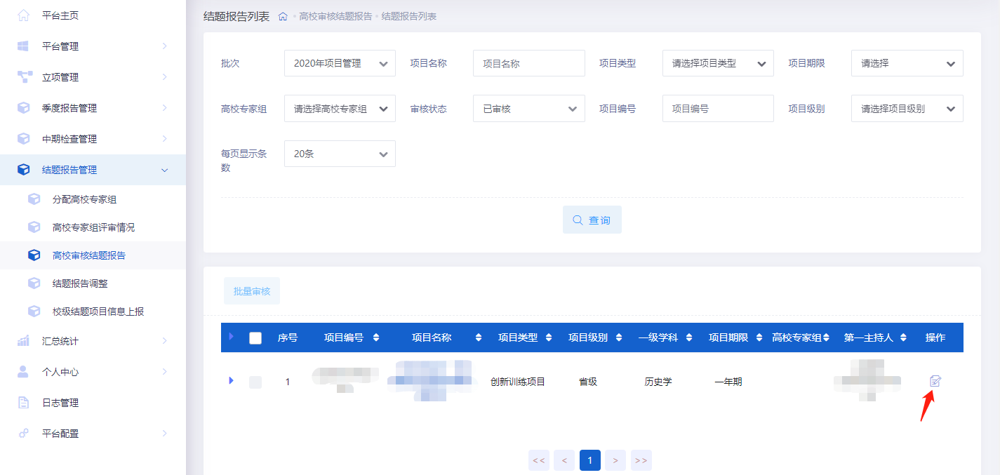 平台主页
平台管理
立项管理
季度报告管理
中期检查管理
结题报告管理
分配高校专家组
高校专家组评审情况
高校审核结题报告
结题报告调整
校级结题项目信息上报
汇总统计
个人中心
日志管理
平台配置
结题报告列表 高校审核结题报告 结题报告列表
批次 2020年项目管理 项目名称 项目名称 项目类型 请选择项目类型 项目期限 请选择
高校专家组 请选择高校专家组 审核状态 已审核 项目编号 项目编号 项目级别 请选择项目级别
每页显示条数 20条
查询
批量审核
序号 项目编号 项目名称 项目类型 项目级别 一级学科 项目期限 高校专家组 第一主持人 操作
1 创新训练项目 省级 历史学 一年期
<< < 1 > >>